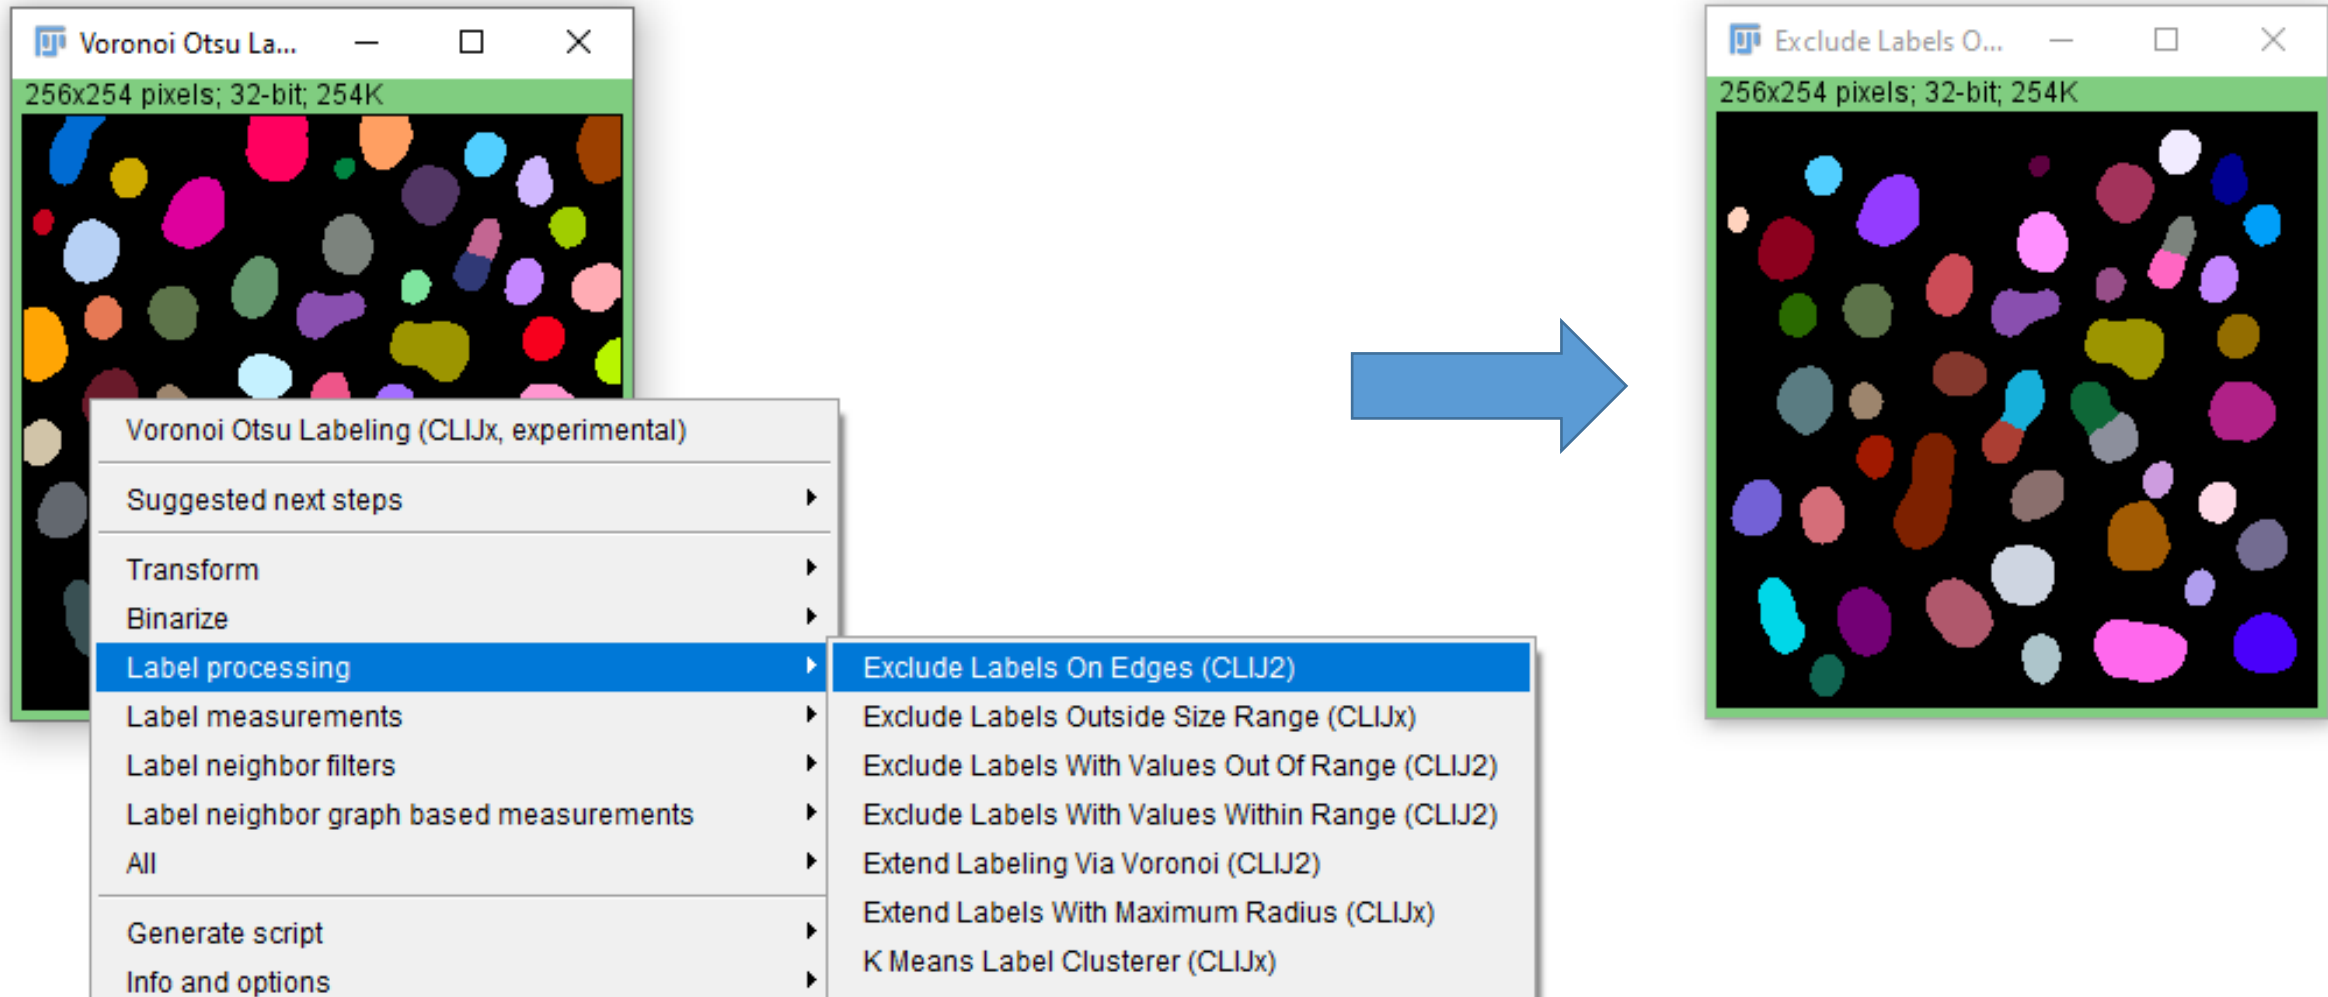 Voronoi Otsu La...
256x254 pixels; 32-bit; 254K
Voronoi Otsu Labeling (CLIJx, experimental)
Suggested next steps
Transform
Binarize
Label processing
Label measurements
Label neighbor filters
Label neighbor graph based measurements
All
Generate script
Info and options
Exclude Labels On Edges (CLIJ2)
Exclude Labels Outside Size Range (CLIJx)
Exclude Labels With Values Out Of Range (CLIJ2)
Exclude Labels With Values Within Range (CLIJ2)
Extend Labeling Via Voronoi (CLIJ2)
Extend Labels With Maximum Radius (CLIJx)
K Means Label Clusterer (CLIJx)
Exclude Labels O...
256x254 pixels; 32-bit; 254K